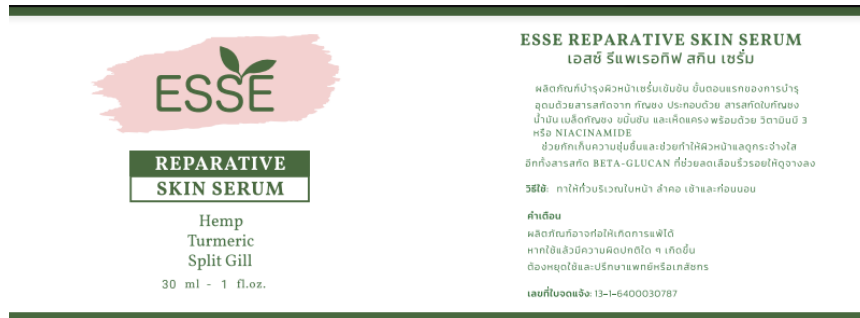 ESSE
REPARATIVE
SKIN SERUM
Hemp
Turmeric
Split Gill
30 ml - 1 fl.oz.
ESSE REPARATIVE SKIN SERUM
เอสซ์ รีแพเรอทิฟ สกิน เซรั่ม
ผลิตภัณฑ์บำรุงผิวหน้าเซรั่มเข้มข้น ขั้นตอนแรกของการบำรุง
อุดมด้วยสารสกัดจาก กัญชง ประกอบด้วย สารสกัดใบกัญชง
น้ำมันเมล็ดกัญชง ขมิ้นชัน และเห็ดแครง พร้อมด้วย วิตามินบี 3
หรือ NIACINAMIDE
ช่วยกักเก็บความชุ่มชื้นและช่วยทำให้ผิวหน้าแลดูกระจ่างใส
อีกทั้งสารสกัด BETA-GLUCAN ที่ช่วยลดเลือนริ้วรอยให้ดูจางลง
วิธีใช้: ทาให้ทั่วบริเวณใบหน้า ลำคอ เช้าและก่อนนอน
คำเตือน
ผลิตภัณฑ์อาจก่อให้เกิดการแพ้ได้
หากใช้แล้วมีความผิดปกติใด ๆ เกิดขึ้น
ต้องหยุดใช้และปรึกษาแพทย์หรือเภสัชกร
เลขที่ใบจดแจ้ง: 13-1-6400030787